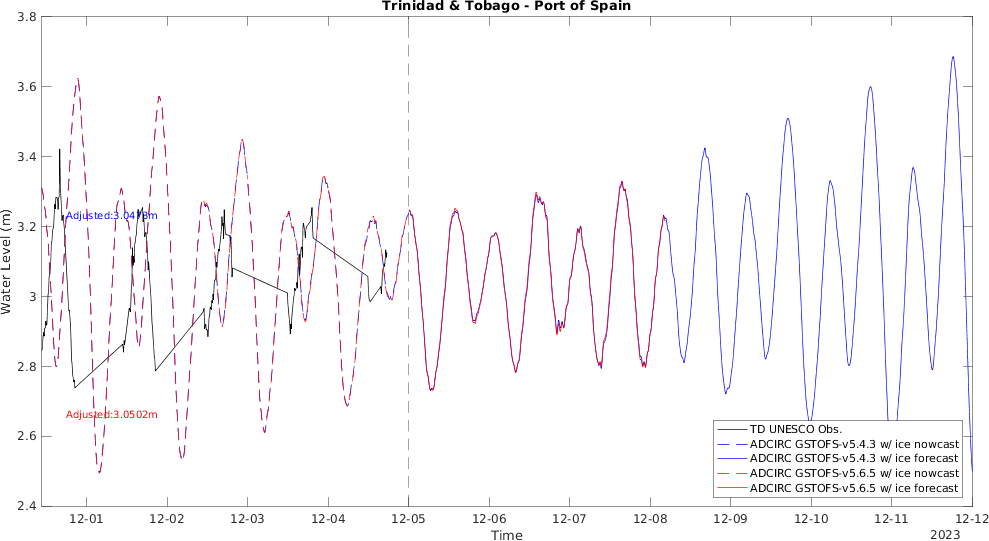 Trinidad & Tobago - Port of Spain
3.8
3.6
3.4
3.2
3
2.8
2.6
2.4
Water Level (m)
Adjusted:3.0473m
Adjusted:3.0502m
TD UNESCO Obs.
ADCIRC GSTOFS-v5.4.3 w/ ice nowcast
ADCIRC GSTOFS-v5.4.3 w/ ice forecast
ADCIRC GSTOFS-v5.6.5 w/ ice nowcast
ADCIRC GSTOFS-v5.6.5 w/ ice forecast
12-01 12-02 12-03 12-04 12-05 12-06 12-07 12-08 12-09 12-10 12-11 12-12
Time
2023